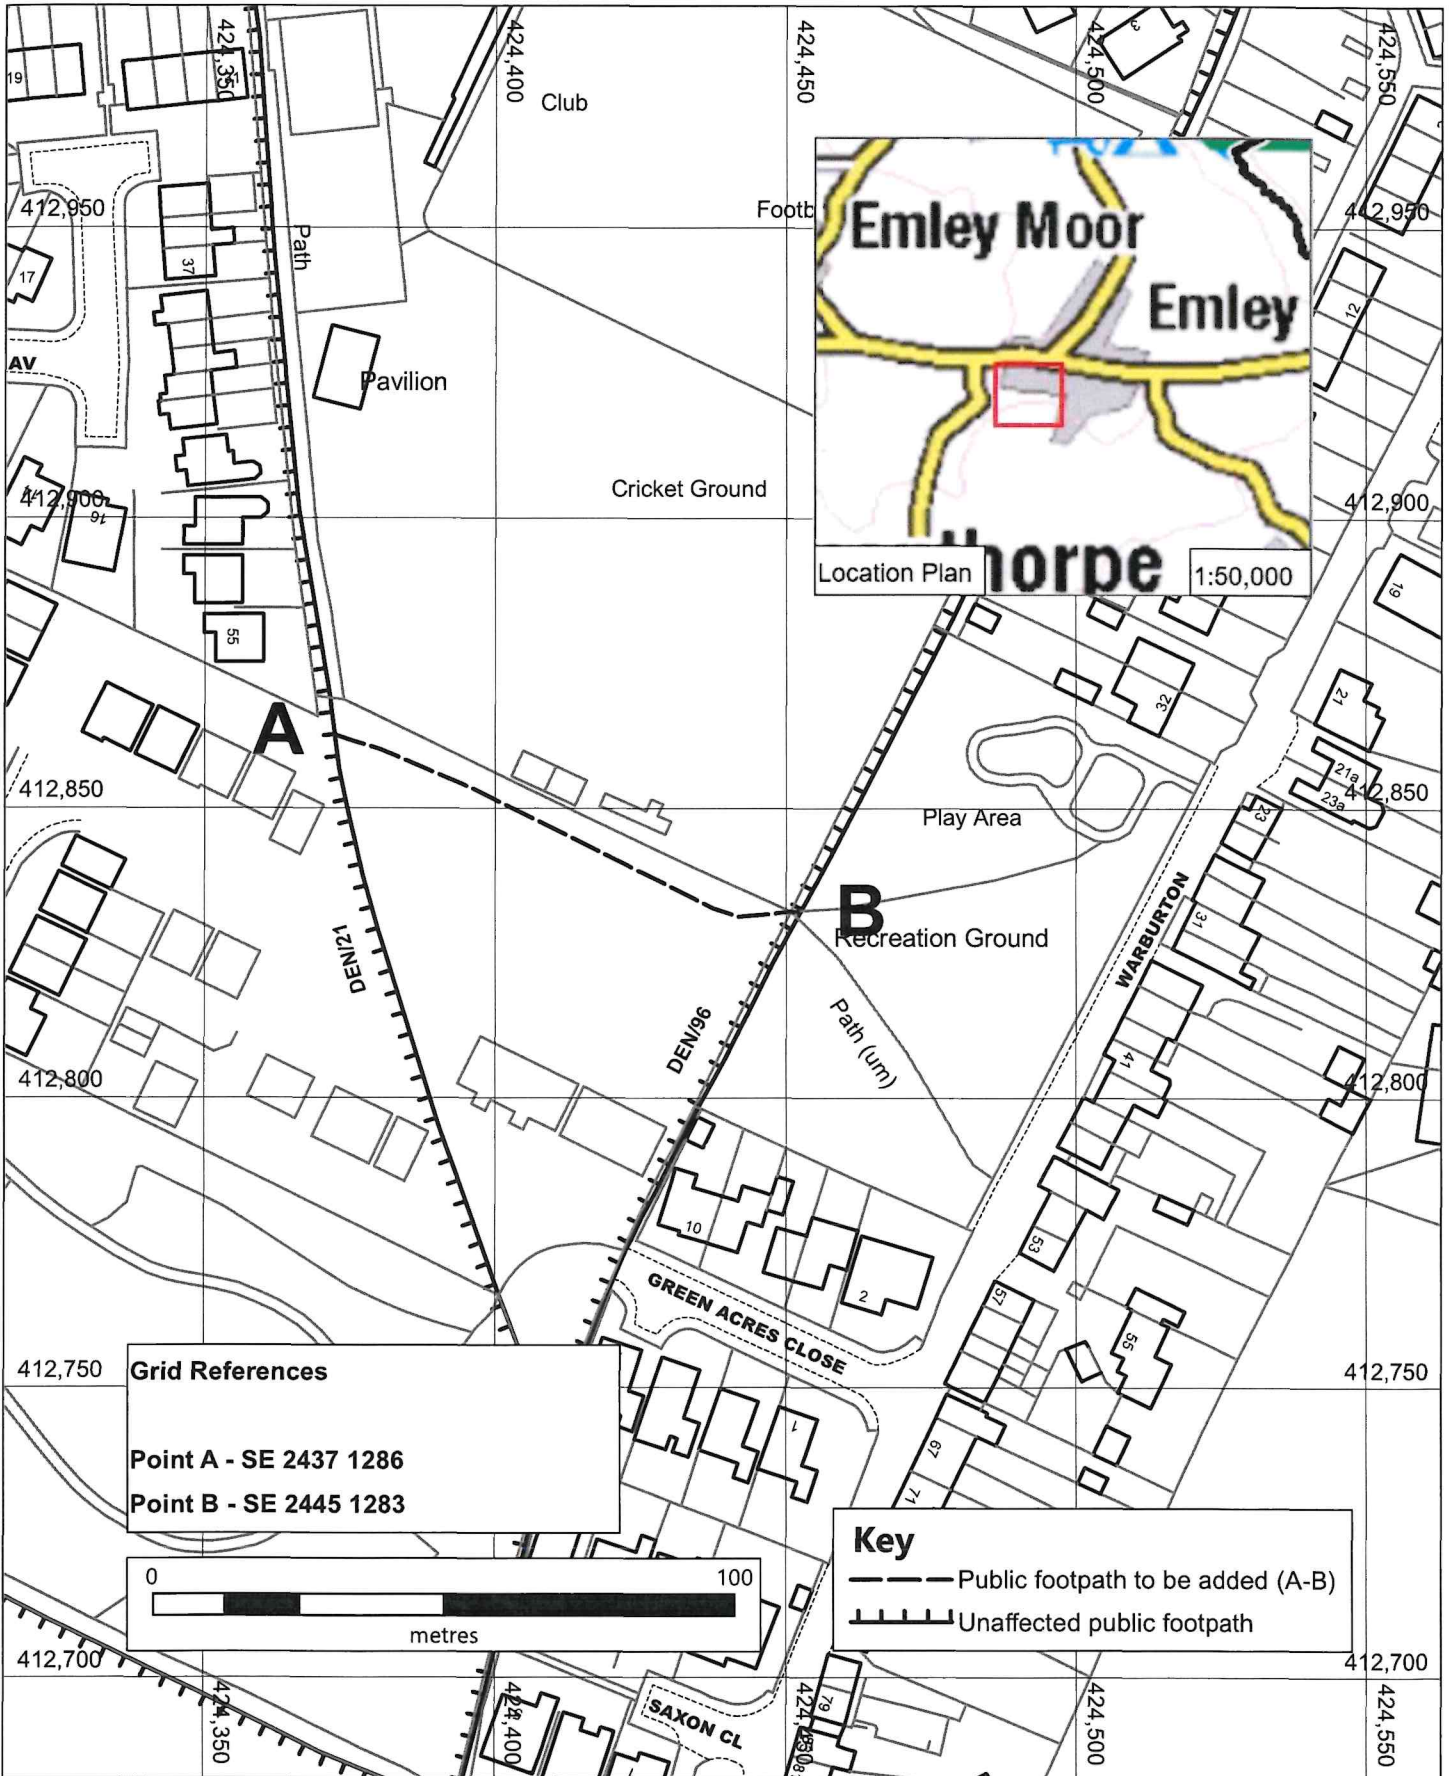 424,350
424,400
424,450
424,500
424,550
19
3
Club
412,950
Footb
412,950
Path
37
17
Emley Moor
Emley
12
AV
Pavilion
412,900
16
Cricket Ground
412,900
thorpe
Location Plan
1:50,000
19
55
32
21
A
21a
23a
23
412,850
412,850
Play Area
B
Recreation Ground
WARBURTON
31
DEN/21
DEN/96
Path (um)
41
412,800
412,800
10
53
GREEN ACRES CLOSE
2
57
55
412,750
412,750
Grid References
Point A - SE 2437 1286
Point B - SE 2445 1283
1
67
71
Key
Public footpath to be added (A-B)
Unaffected public footpath
0
100
metres
412,700
412,700
79
SAXON CL
424,350
424,400
424,450
424,500
424,550